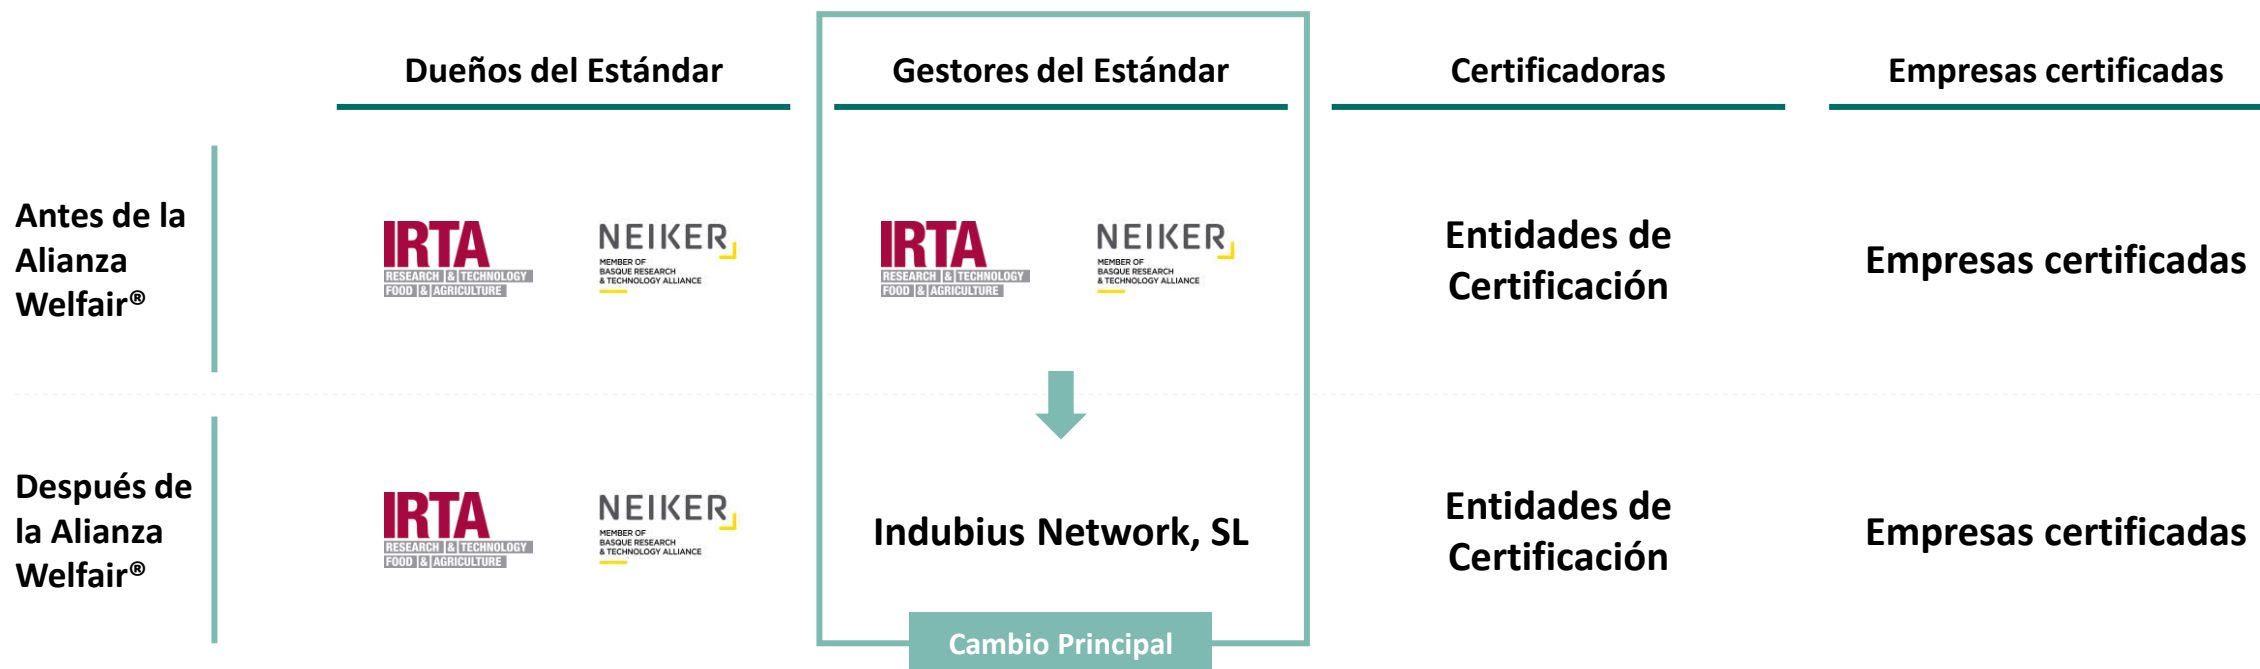 Dueños del Estándar
Gestores del Estándar
Certificadoras
Empresas certificadas
Antes de la
Alianza
Welfair®
IRTA
RESEARCH & TECHNOLOGY
FOOD & AGRICULTURE
NEIKER
MEMBER OF
BASQUE RESEARCH
& TECHNOLOGY ALLIANCE
IRTA
RESEARCH & TECHNOLOGY
FOOD & AGRICULTURE
NEIKER
MEMBER OF
BASQUE RESEARCH
& TECHNOLOGY ALLIANCE
Entidades de
Certificación
Empresas certificadas
Después de
la Alianza
Welfair®
IRTA
RESEARCH & TECHNOLOGY
FOOD & AGRICULTURE
NEIKER
MEMBER OF
BASQUE RESEARCH
& TECHNOLOGY ALLIANCE
Indubius Network, SL
Entidades de
Certificación
Empresas certificadas
Cambio Principal